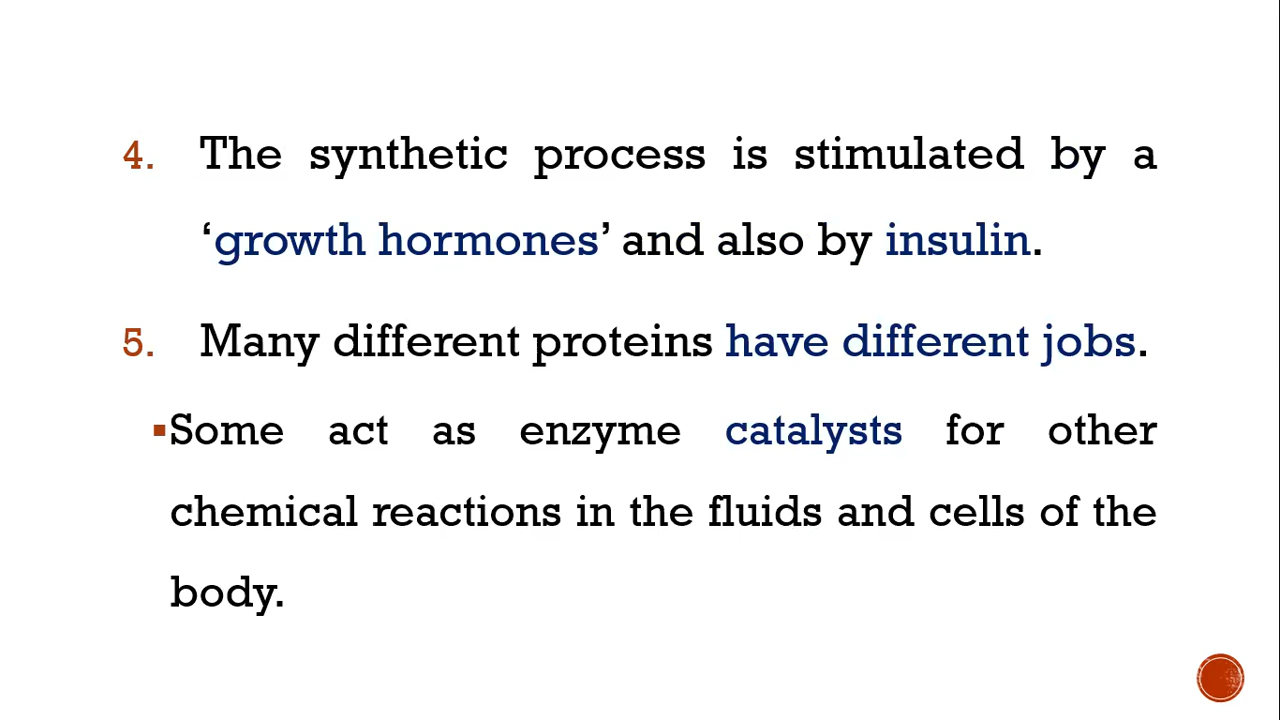 4. The synthetic process is stimulated by a
‘growth hormones’ and also by insulin.
5. Many different proteins have different jobs.
▪Some act as enzyme catalysts for other
chemical reactions in the fluids and cells of the
body.